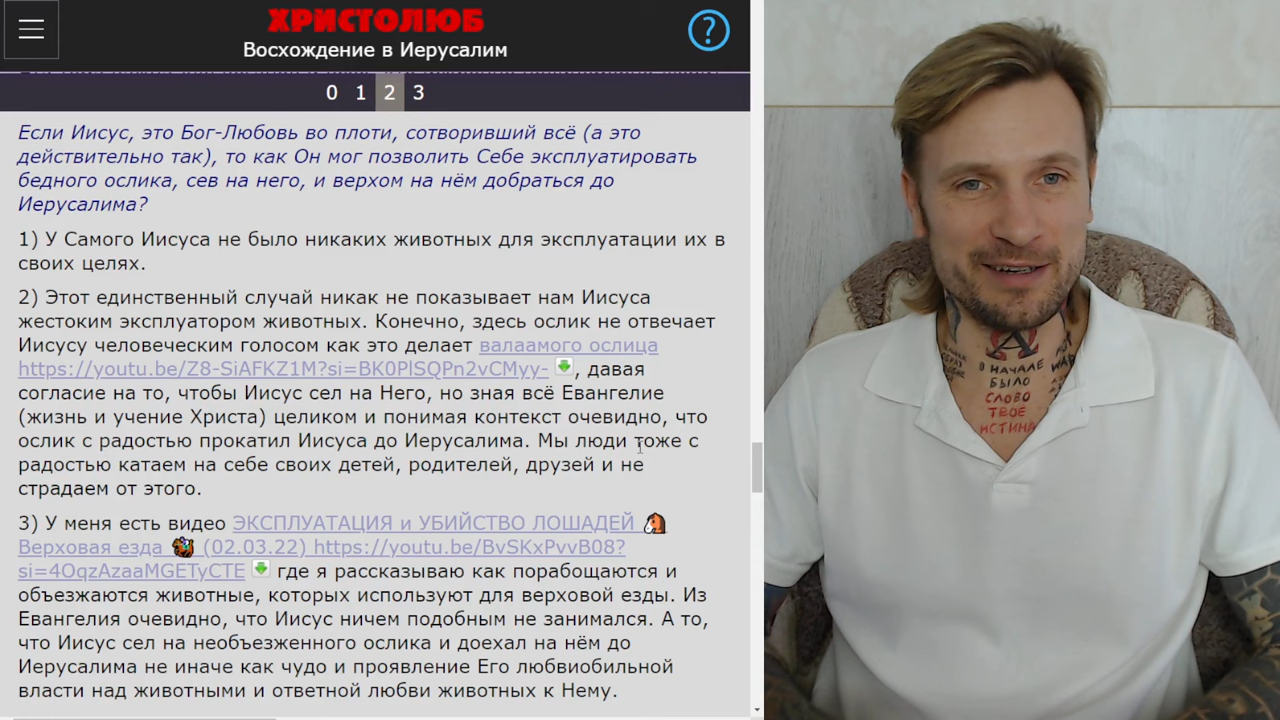 ХРИСТОЛЮБ
Восхождение в Иерусалим
?
0 1 2 3
Если Иисус, это Бог-Любовь во плоти, сотворивший всё (а это
действительно так), то как Он мог позволить Себе эксплуатировать
бедного ослика, сев на него, и верхом на нём добраться до
Иерусалима?
1) У Самого Иисуса не было никаких животных для эксплуатации их в
своих целях.
2) Этот единственный случай никак не показывает нам Иисуса
жестоким эксплуатором животных. Конечно, здесь ослик не отвечает
Иисусу человеческим голосом как это делает валаамого ослица
https://youtu.be/Z8-SiAFKZ1M?si=BK0PlSQPn2vCMyy- , давая
согласие на то, чтобы Иисус сел на Него, но зная всё Евангелие
(жизнь и учение Христа) целиком и понимая контекст очевидно, что
ослик с радостью прокатил Иисуса до Иерусалима. Мы люди тоже с
радостью катаем на себе своих детей, родителей, друзей и не
страдаем от этого.
3) У меня есть видео ЭКСПЛУАТАЦИЯ и УБИЙСТВО ЛОШАДЕЙ
Верховая езда (02.03.22) https://youtu.be/BvSKxPvvB08?
si=4OqzAzaaMGETyCTE где я рассказываю как порабощаются и
объезжаются животные, которых используют для верховой езды. Из
Евангелия очевидно, что Иисус ничем подобным не занимался. А то,
что Иисус сел на необъезженного ослика и доехал на нём до
Иерусалима не иначе как чудо и проявление Его любвиобильной
власти над животными и ответной любви животных к Нему.
В НАЧАЛЕ
БЫЛО
СЛОВО
ТВОЕ
ИСТИНА